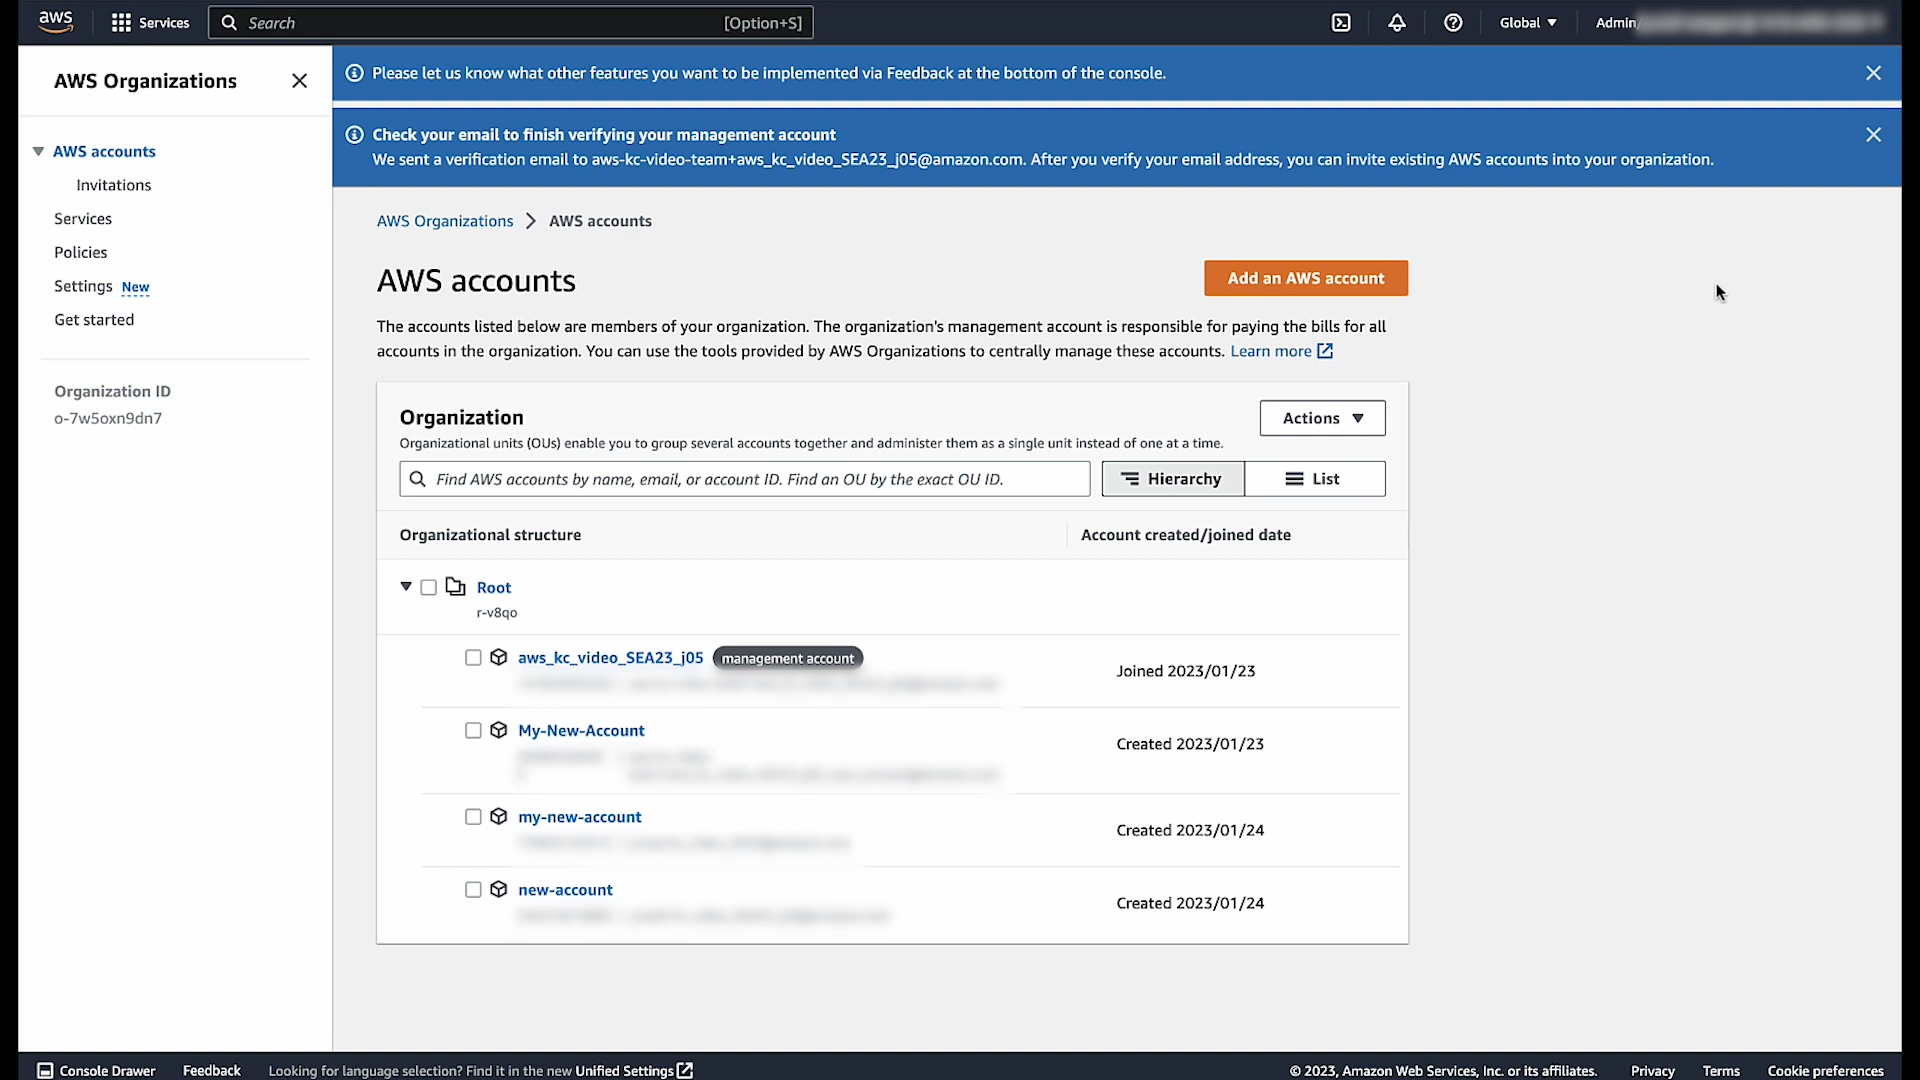 aws
Services
Search
[Option+S]
Global
Admin/
AWS Organizations
AWS accounts
Invitations
Services
Policies
Settings New
Get started
Organization ID
o-7w5oxn9dn7
Please let us know what other features you want to be implemented via Feedback at the bottom of the console.
Check your email to finish verifying your management account
We sent a verification email to aws-kc-video-team+aws_kc_video_SEA23_j05@amazon.com. After you verify your email address, you can invite existing AWS accounts into your organization.
AWS Organizations > AWS accounts
AWS accounts
Add an AWS account
The accounts listed below are members of your organization. The organization's management account is responsible for paying the bills for all
accounts in the organization. You can use the tools provided by AWS Organizations to centrally manage these accounts. Learn more
Organization
Actions
Organizational units (OUs) enable you to group several accounts together and administer them as a single unit instead of one at a time.
Find AWS accounts by name, email, or account ID. Find an OU by the exact OU ID.
Hierarchy
List
Organizational structure
Account created/joined date
Root
r-v8qo
aws_kc_video_SEA23_j05 management account
Joined 2023/01/23
My-New-Account
Created 2023/01/23
my-new-account
Created 2023/01/24
new-account
Created 2023/01/24
Console Drawer
Feedback
Looking for language selection? Find it in the new Unified Settings
© 2023, Amazon Web Services, Inc. or its affiliates.
Privacy
Terms
Cookie preferences